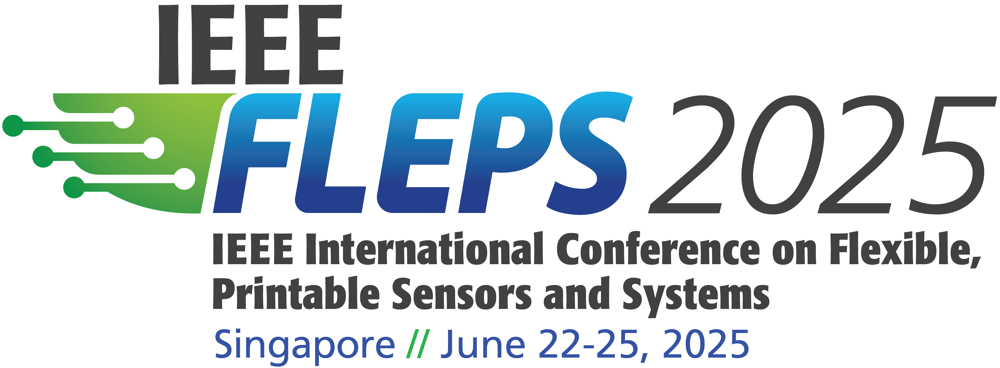 IEEE
FLEPS 2025
IEEE International Conference on Flexible,
Printable Sensors and Systems
Singapore // June 22-25, 2025